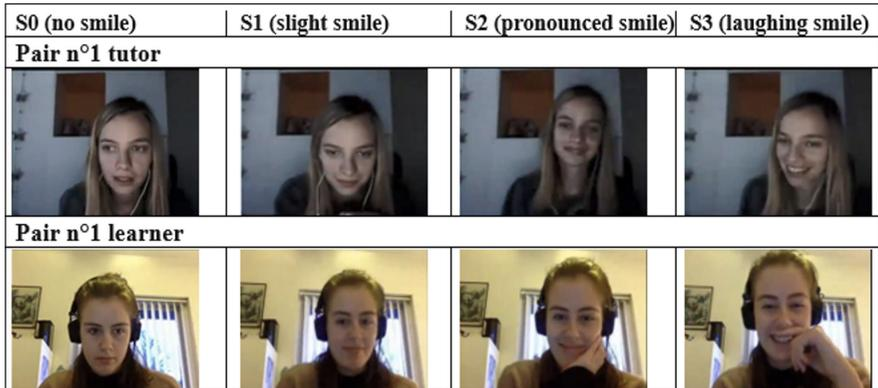 S0 (no smile) S1 (slight smile) S2 (pronounced smile) S3 (laughing smile)
Pair n°1 tutor
Pair n°1 learner